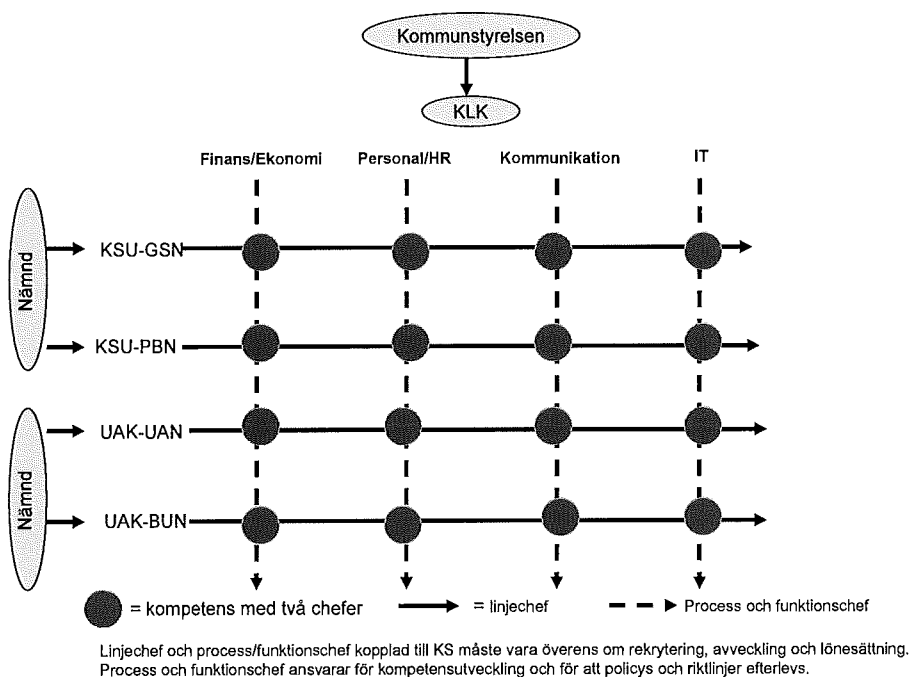 Kommunstyrelsen
KLK
Finans/Ekonomi Personal/HR Kommunikation IT
Nämnd
KSU-GSN
KSU-PBN
Nämnd
UAK-UAN
UAK-BUN
= kompetens med två chefer = linjechef Process och funktionschef
Linjechef och process/funktionschef kopplad till KS måste vara överens om rekrytering, avveckling och lönesättning.
Process och funktionschef ansvarar för kompetensutveckling och för att policys och riktlinjer efterlevs.